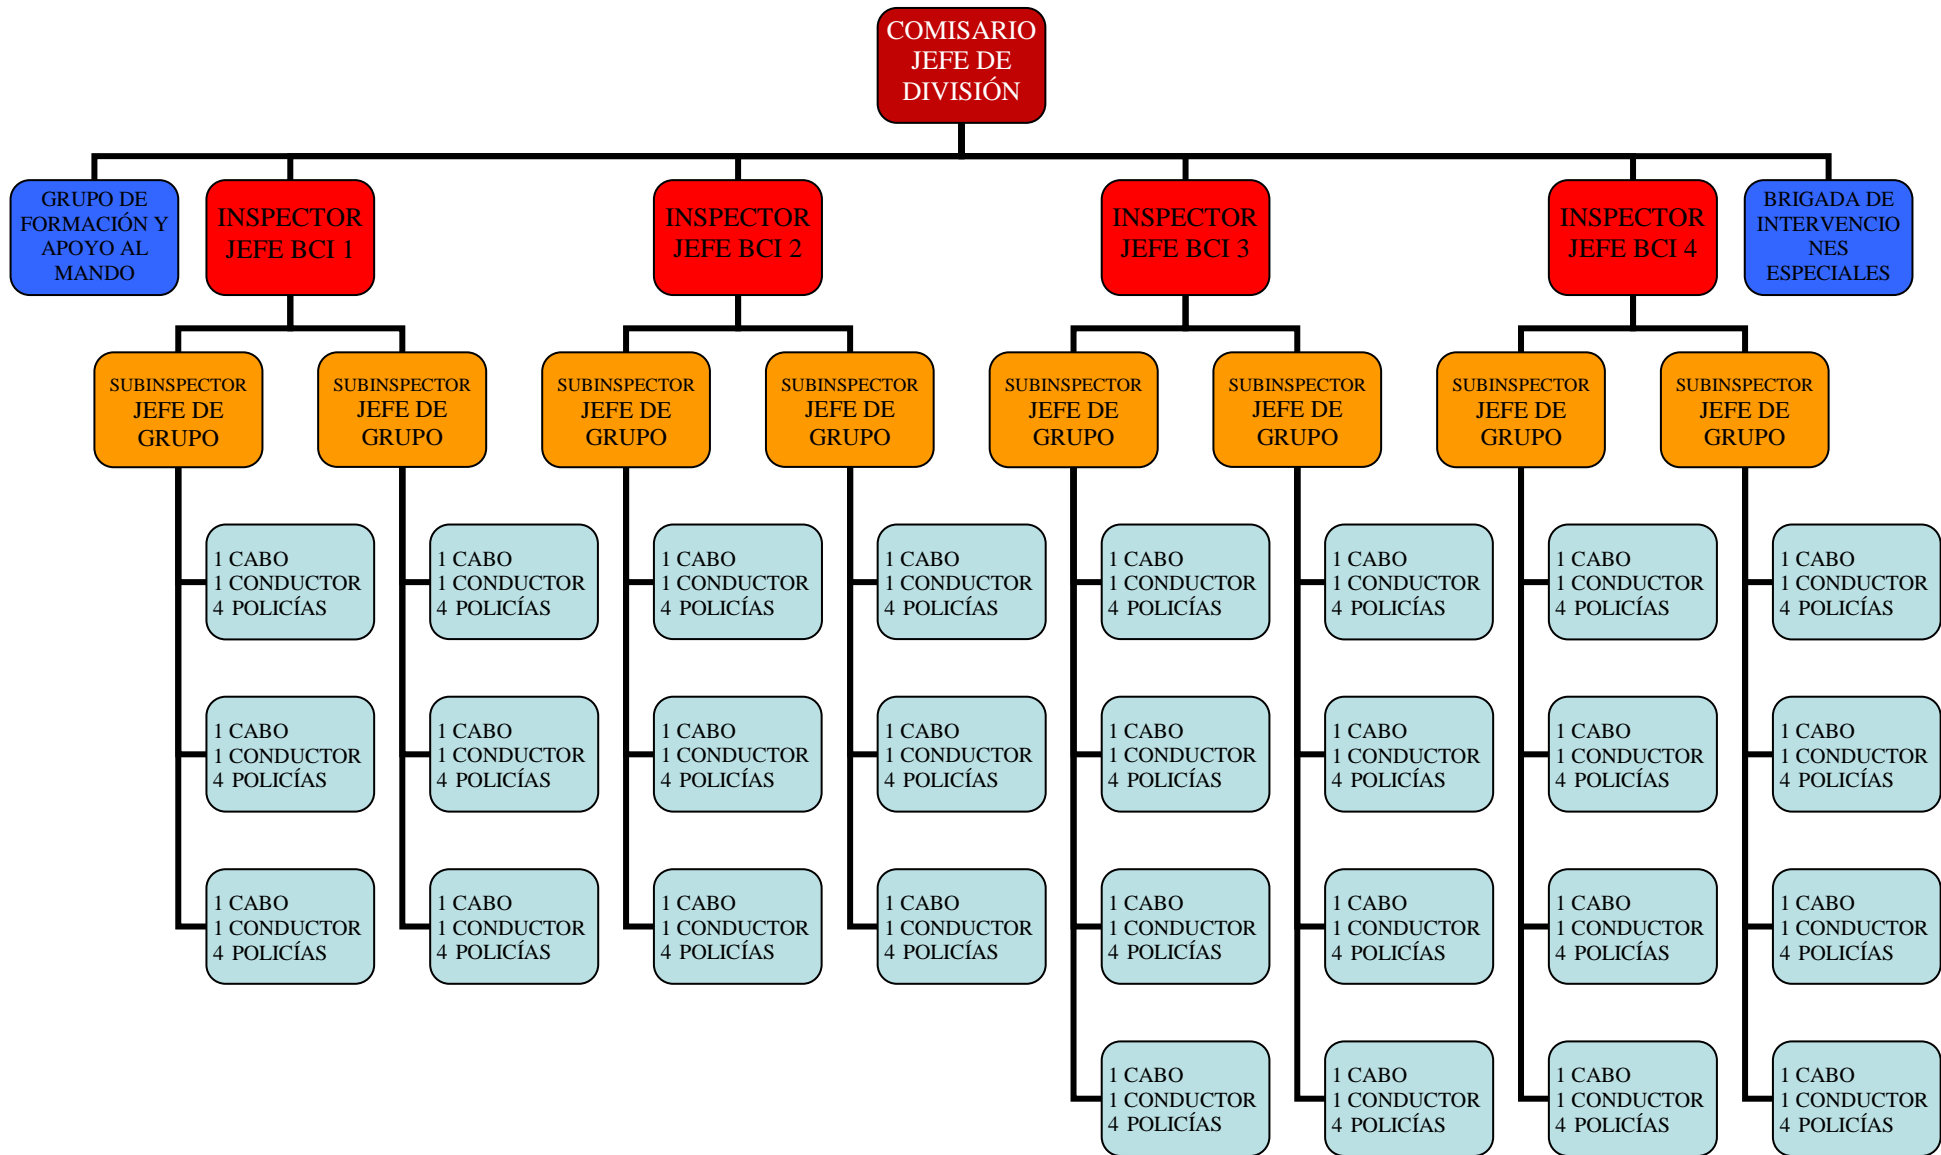 COMISARIO
JEFE DE
DIVISIÓN
GRUPO DE
FORMACIÓN Y
APOYO AL
MANDO
INSPECTOR
JEFE BCI 1
INSPECTOR
JEFE BCI 2
INSPECTOR
JEFE BCI 3
INSPECTOR
JEFE BCI 4
BRIGADA DE
INTERVENCIO
NES
ESPECIALES
SUBINSPECTOR
JEFE DE
GRUPO
SUBINSPECTOR
JEFE DE
GRUPO
SUBINSPECTOR
JEFE DE
GRUPO
SUBINSPECTOR
JEFE DE
GRUPO
SUBINSPECTOR
JEFE DE
GRUPO
SUBINSPECTOR
JEFE DE
GRUPO
SUBINSPECTOR
JEFE DE
GRUPO
SUBINSPECTOR
JEFE DE
GRUPO
1 CABO
1 CONDUCTOR
4 POLICÍAS
1 CABO
1 CONDUCTOR
4 POLICÍAS
1 CABO
1 CONDUCTOR
4 POLICÍAS
1 CABO
1 CONDUCTOR
4 POLICÍAS
1 CABO
1 CONDUCTOR
4 POLICÍAS
1 CABO
1 CONDUCTOR
4 POLICÍAS
1 CABO
1 CONDUCTOR
4 POLICÍAS
1 CABO
1 CONDUCTOR
4 POLICÍAS
1 CABO
1 CONDUCTOR
4 POLICÍAS
1 CABO
1 CONDUCTOR
4 POLICÍAS
1 CABO
1 CONDUCTOR
4 POLICÍAS
1 CABO
1 CONDUCTOR
4 POLICÍAS
1 CABO
1 CONDUCTOR
4 POLICÍAS
1 CABO
1 CONDUCTOR
4 POLICÍAS
1 CABO
1 CONDUCTOR
4 POLICÍAS
1 CABO
1 CONDUCTOR
4 POLICÍAS
1 CABO
1 CONDUCTOR
4 POLICÍAS
1 CABO
1 CONDUCTOR
4 POLICÍAS
1 CABO
1 CONDUCTOR
4 POLICÍAS
1 CABO
1 CONDUCTOR
4 POLICÍAS
1 CABO
1 CONDUCTOR
4 POLICÍAS
1 CABO
1 CONDUCTOR
4 POLICÍAS
1 CABO
1 CONDUCTOR
4 POLICÍAS
1 CABO
1 CONDUCTOR
4 POLICÍAS
1 CABO
1 CONDUCTOR
4 POLICÍAS
1 CABO
1 CONDUCTOR
4 POLICÍAS
1 CABO
1 CONDUCTOR
4 POLICÍAS
1 CABO
1 CONDUCTOR
4 POLICÍAS